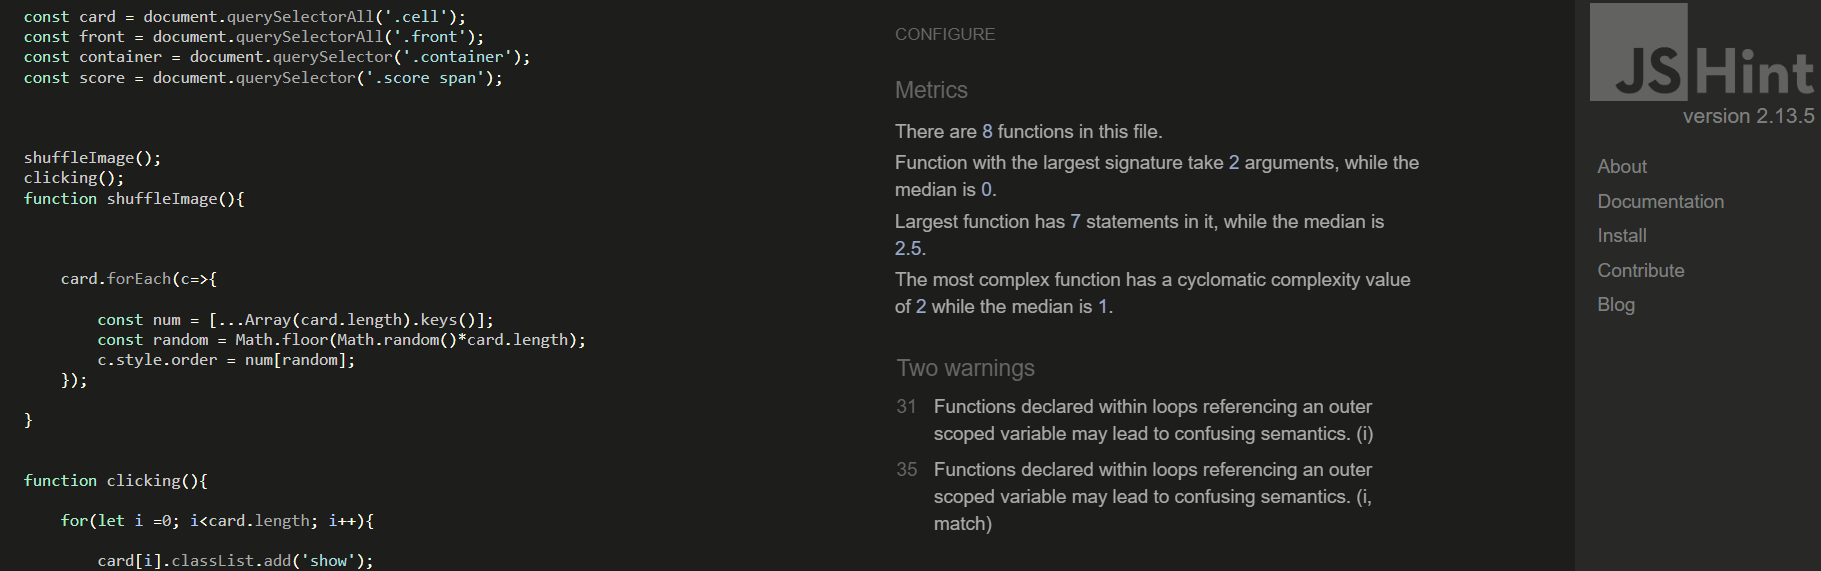 const card = document.querySelectorAll('.cell');
const front = document.querySelectorAll('.front');
const container = document.querySelector('.container');
const score = document.querySelector('.score span');
shuffleImage();
clicking();
function shuffleImage(){
card.forEach(c=>{
const num = [...Array(card.length).keys()];
const random = Math.floor(Math.random()*card.length);
c.style.order = num[random];
});
}
function clicking(){
for(let i =0; i<card.length; i++){
card[i].classList.add('show');
CONFIGURE
Metrics
There are 8 functions in this file.
Function with the largest signature take 2 arguments, while the
median is 0.
Largest function has 7 statements in it, while the median is
2.5.
The most complex function has a cyclomatic complexity value
of 2 while the median is 1.
Two warnings
31 Functions declared within loops referencing an outer
scoped variable may lead to confusing semantics. (i)
35 Functions declared within loops referencing an outer
scoped variable may lead to confusing semantics. (i,
match)
JSHint
version 2.13.5
About
Documentation
Install
Contribute
Blog